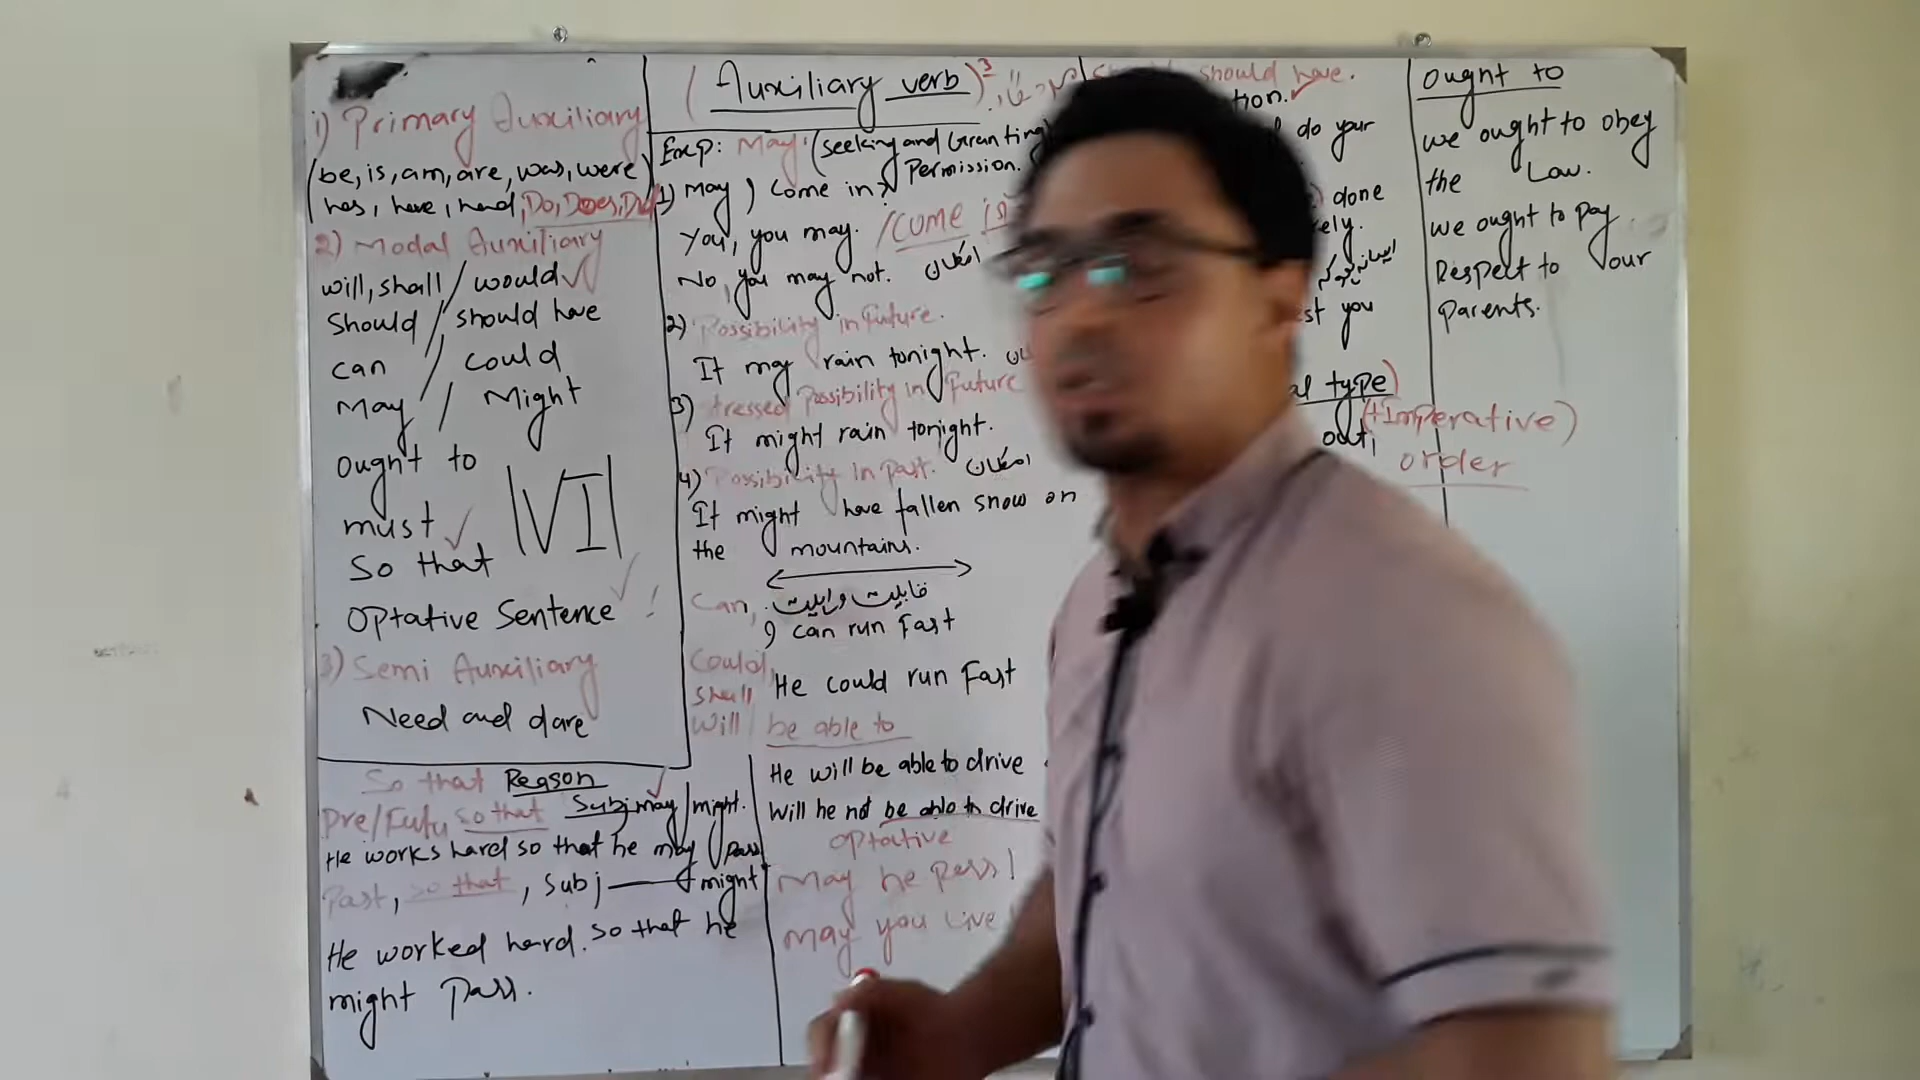 1) Primary Auxiliary
(be, is, am, are, was, were)
has, have, had, Do, Does, Did)
2) Modal Auxiliary
will, shall / would
Should / should have
can / could
May / Might
ought to
must
|VI|
So that
Optative Sentence !
3) Semi Auxiliary
Need and dare
So that Reason
Pre/Futu so that Subj may/might.
He works hard so that he may pass
Past, so that, Subj — might
He worked hard. so that he
might pass.
(Auxiliary verb)³
Exp: May: (seeking and Granting)
Permission.
1) May I come in?
You, you may. / come in
No, you may not. امکان
2) Possibility in future.
It may rain tonight.
3) tressed Possibility in future
It might rain tonight.
4) Possibility in past. امکان
It might have fallen snow on
the mountains.
Can, قابلیت واہلیت
I can run Fast
Could, He could run Fast
shall
will / be able to
He will be able to drive
Will he not be able to drive
optative
May he pass!
may you live
should have.
tion.
do your
done
ely.
st you
al type)
out,
(+Imperative)
order
ought to
we ought to obey
the Law.
we ought to pay
Respect to our
parents.